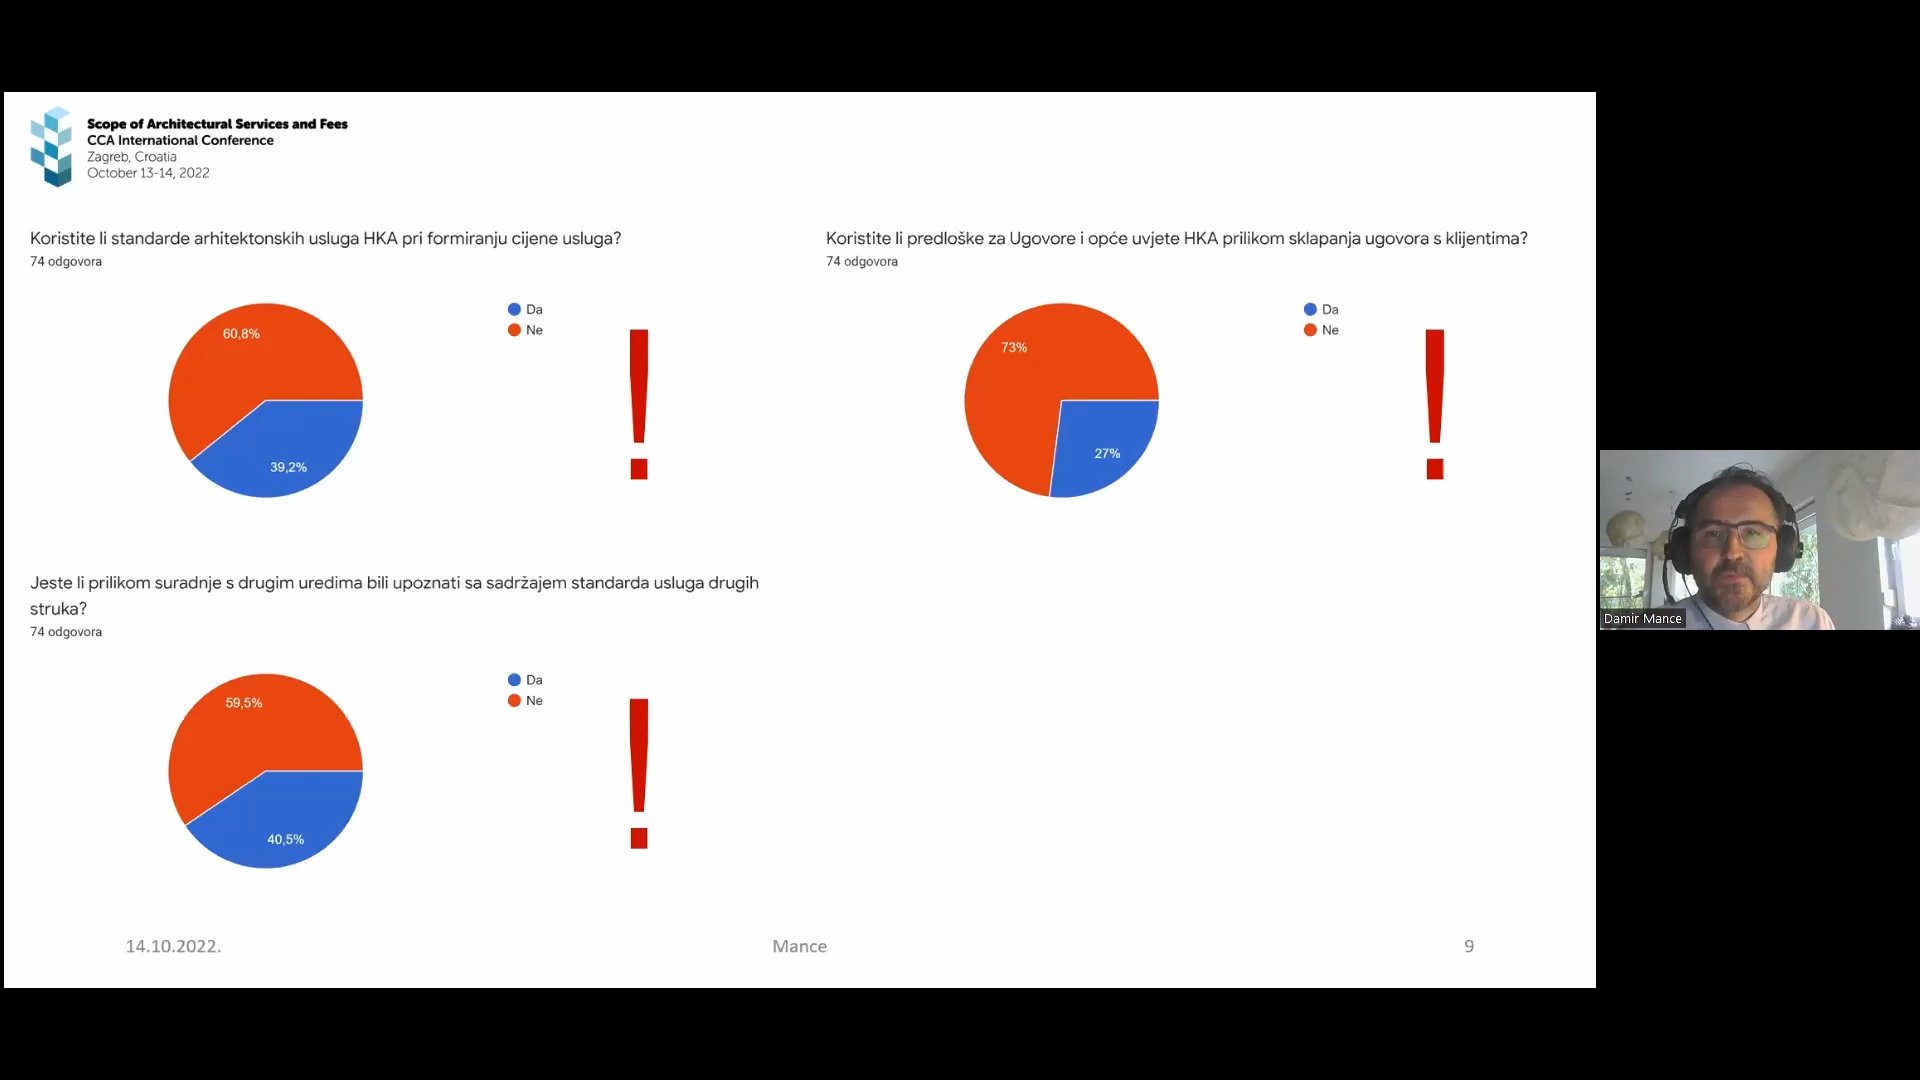 Scope of Architectural Services and Fees
CCA International Conference
Zagreb, Croatia
October 13-14, 2022
Koristite li standarde arhitektonskih usluga HKA pri formiranju cijene usluga?
74 odgovora
60,8%
39,2%
Da
Ne
!
Koristite li predloške za Ugovore i opće uvjete HKA prilikom sklapanja ugovora s klijentima?
74 odgovora
73%
27%
Da
Ne
!
Jeste li prilikom suradnje s drugim uredima bili upoznati sa sadržajem standarda usluga drugih
struka?
74 odgovora
59,5%
40,5%
Da
Ne
!
14.10.2022.
Mance
9
Damir Mance